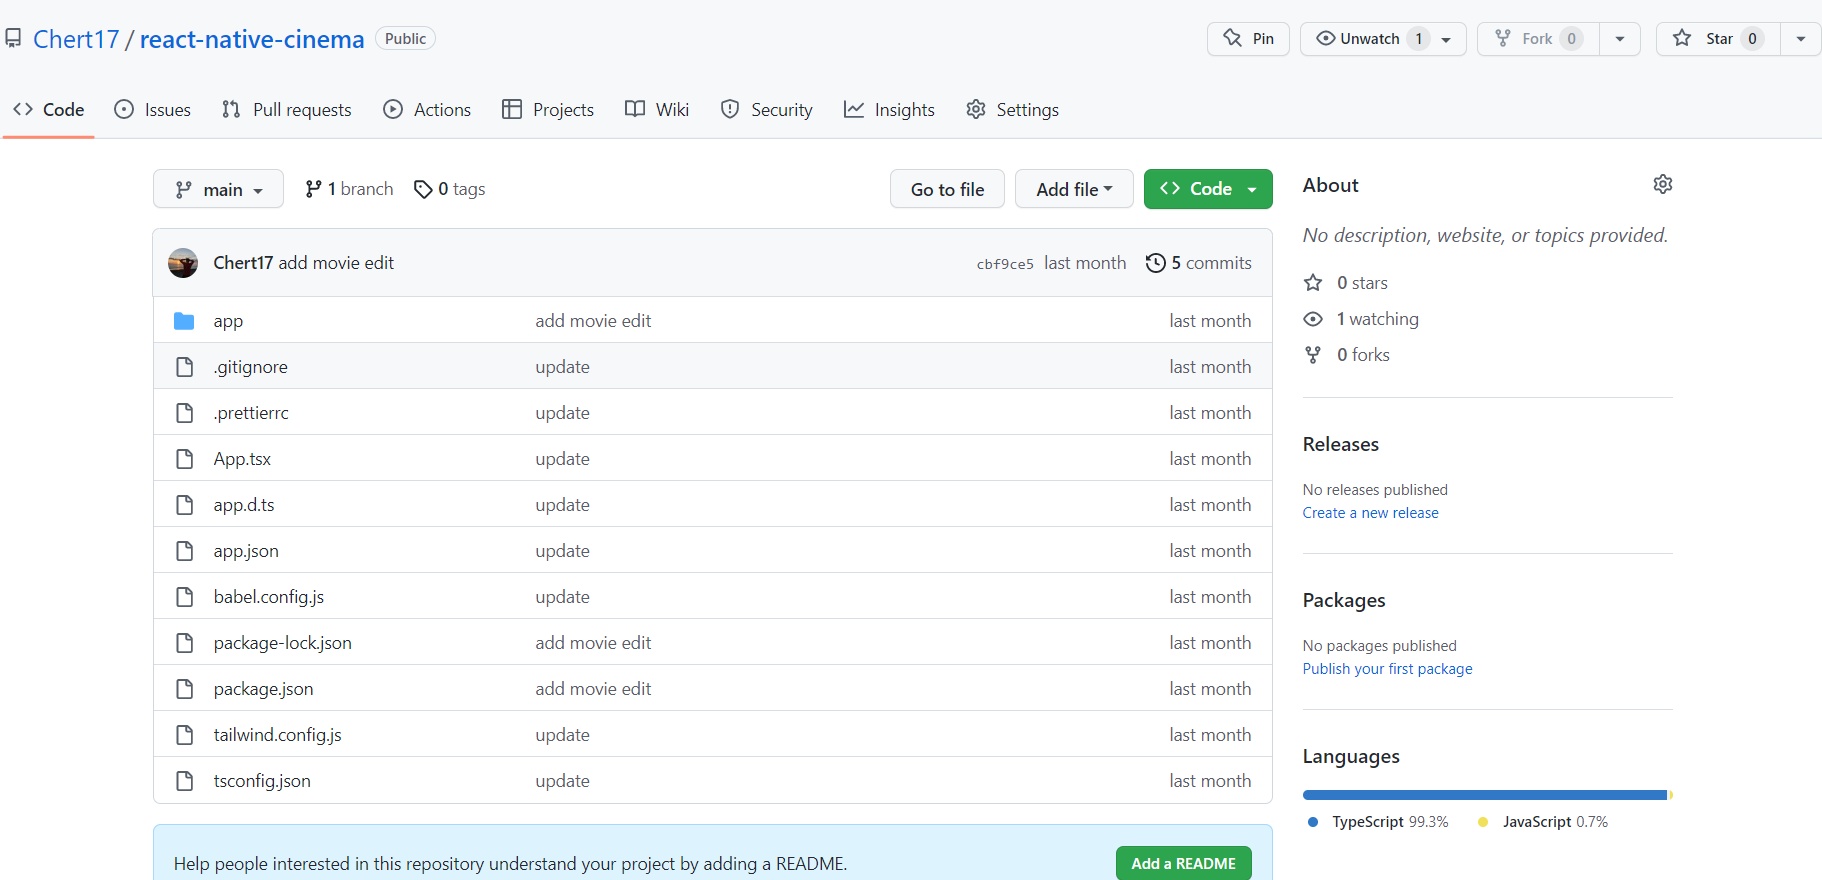 Chert17 / react-native-cinema Public
Pin Unwatch 1 Fork 0 Star 0
Code Issues Pull requests Actions Projects Wiki Security Insights Settings
main 1 branch 0 tags Go to file Add file Code
Chert17 add movie edit cbf9ce5 last month 5 commits
app add movie edit last month
.gitignore update last month
.prettierrc update last month
App.tsx update last month
app.d.ts update last month
app.json update last month
babel.config.js update last month
package-lock.json add movie edit last month
package.json add movie edit last month
tailwind.config.js update last month
tsconfig.json update last month
Help people interested in this repository understand your project by adding a README. Add a README
About
No description, website, or topics provided.
0 stars
1 watching
0 forks
Releases
No releases published
Create a new release
Packages
No packages published
Publish your first package
Languages
TypeScript 99.3% JavaScript 0.7%